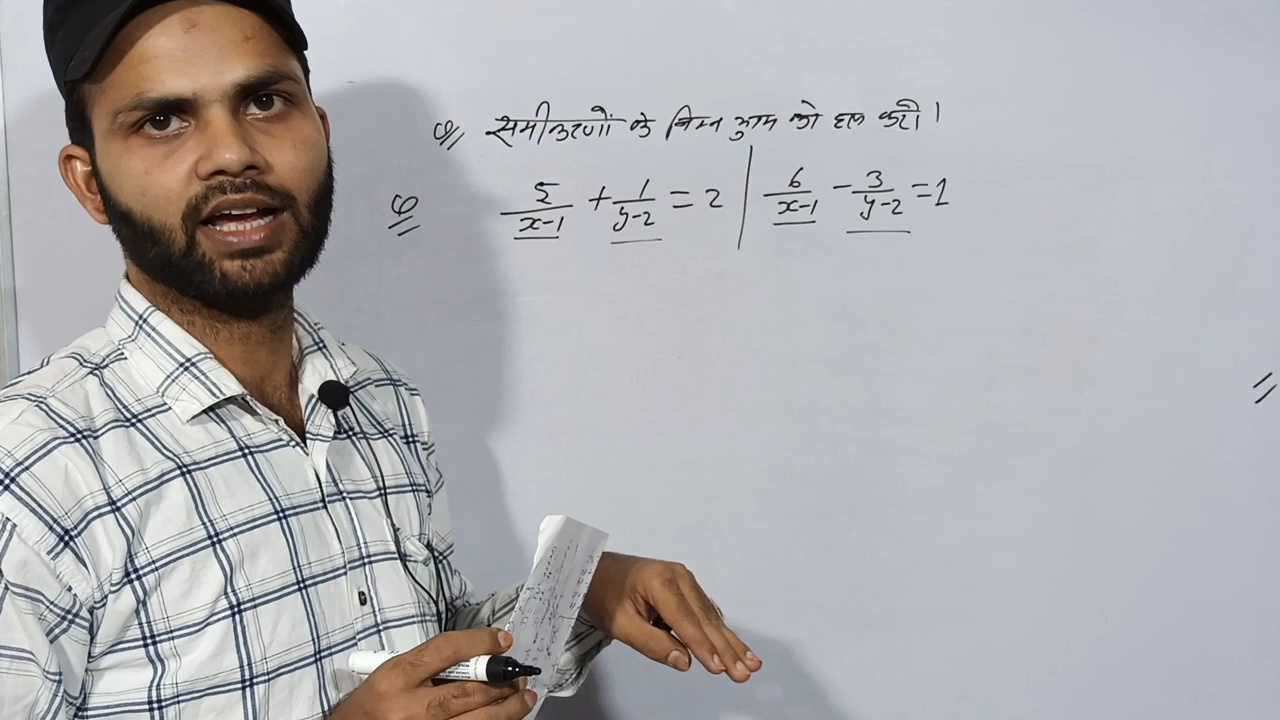 Q// समीकरणों के निम्न युग्म को हल करो।
Q 5/(x-1) + 1/(y-2) = 2 | 6/(x-1) - 3/(y-2) = 1